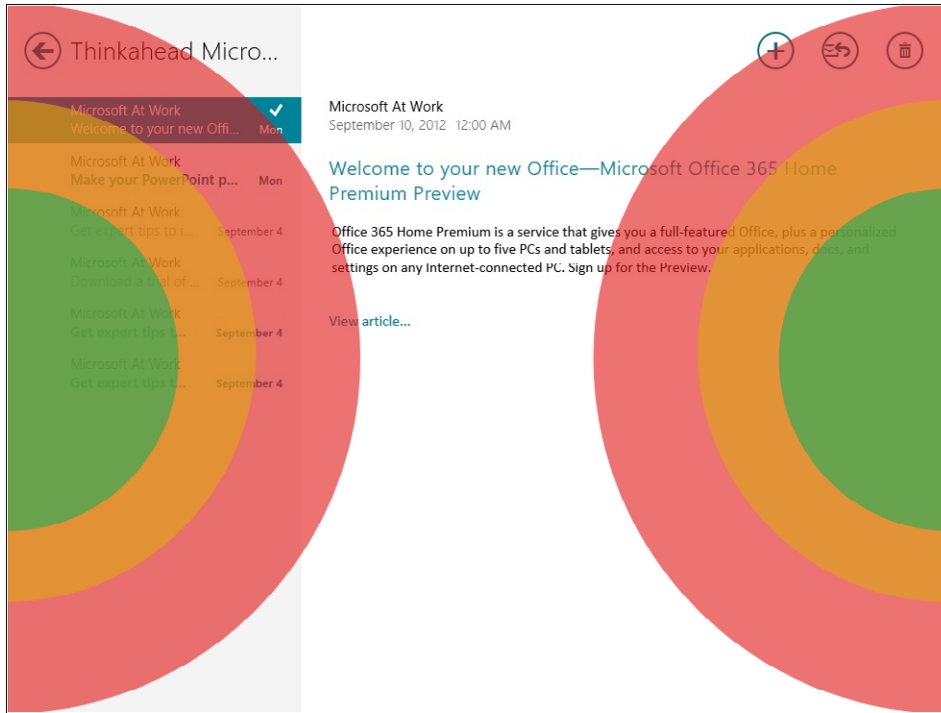 Thinkahead Micro...
Microsoft At Work
Welcome to your new Offi... Mon
Microsoft At Work
Make your PowerPoint p... Mon
Microsoft At Work
Get expert tips to i... September 4
Microsoft At Work
Download a trial of ... September 4
Microsoft At Work
Get expert tips t... September 4
Microsoft At Work
Get expert tips t... September 4
Microsoft At Work
September 10, 2012 12:00 AM
Welcome to your new Office—Microsoft Office 365 Home
Premium Preview
Office 365 Home Premium is a service that gives you a full-featured Office, plus a personalized
Office experience on up to five PCs and tablets, and access to your applications, docs, and
settings on any Internet-connected PC. Sign up for the Preview.
View article...